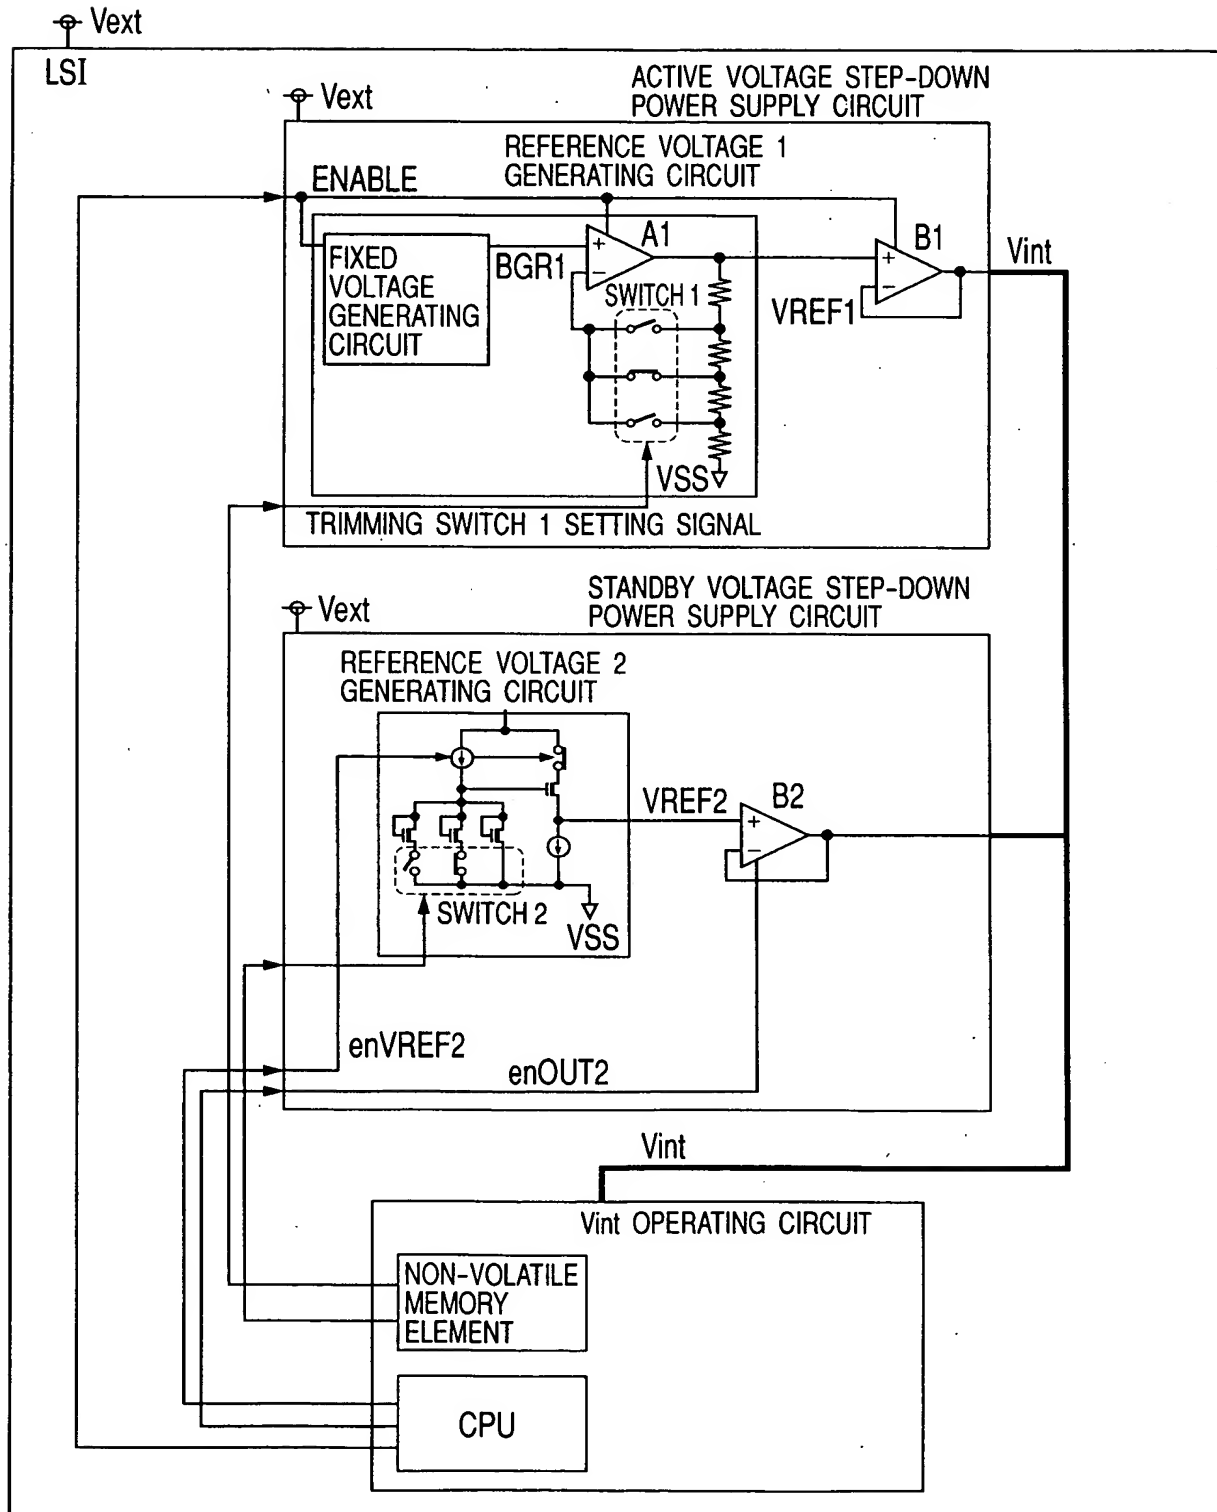 Vext
LSI
ACTIVE VOLTAGE STEP-DOWN
POWER SUPPLY CIRCUIT
Vext
REFERENCE VOLTAGE 1
GENERATING CIRCUIT
ENABLE
A1
B1
+
+
-
-
FIXED
VOLTAGE
GENERATING
CIRCUIT
BGR1
Vint
SWITCH 1
VREF1
VSS
TRIMMING SWITCH 1 SETTING SIGNAL
STANDBY VOLTAGE STEP-DOWN
POWER SUPPLY CIRCUIT
Vext
REFERENCE VOLTAGE 2
GENERATING CIRCUIT
VREF2
B2
+
-
SWITCH 2
VSS
enVREF2
enOUT2
Vint
Vint OPERATING CIRCUIT
NON-VOLATILE
MEMORY
ELEMENT
CPU